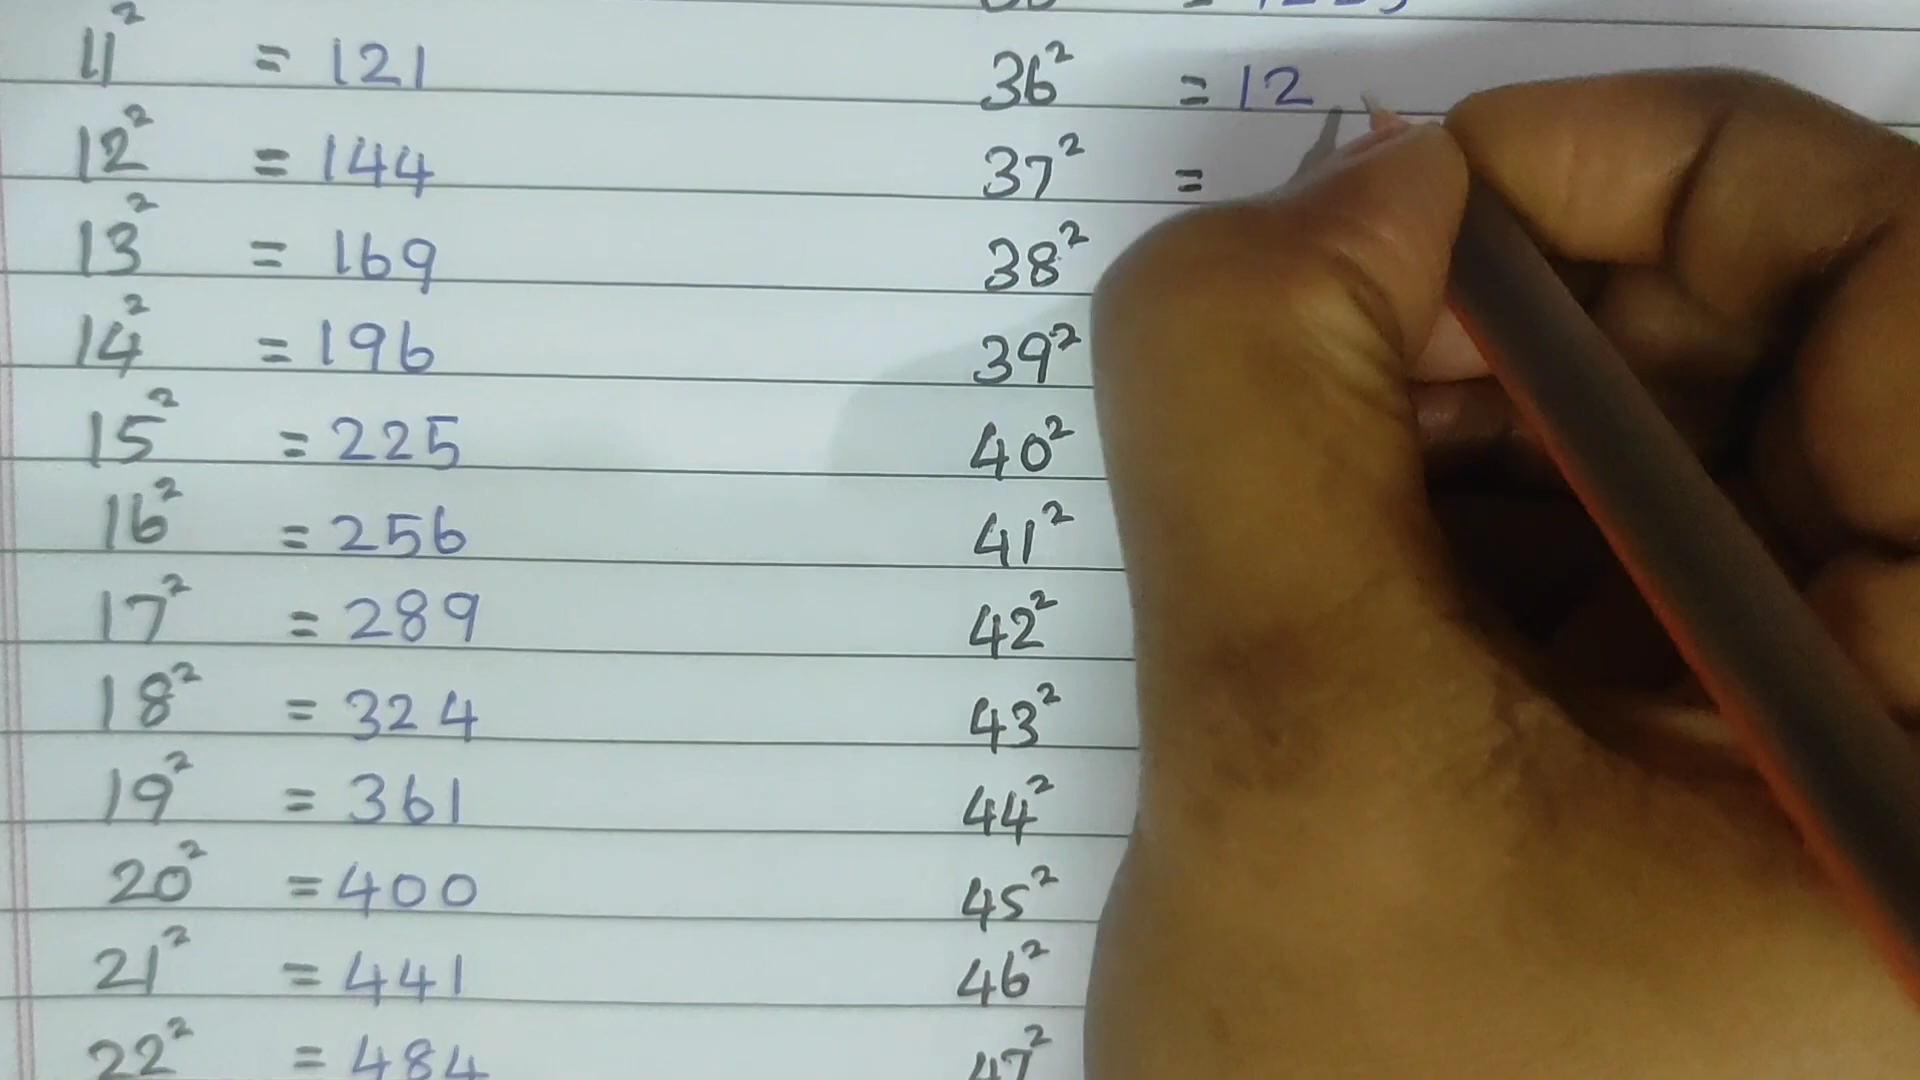 11² = 121
12² = 144
13² = 169
14² = 196
15² = 225
16² = 256
17² = 289
18² = 324
19² = 361
20² = 400
21² = 441
22² = 484
36² = 12
37² =
38²
39²
40²
41²
42²
43²
44²
45²
46²
47²